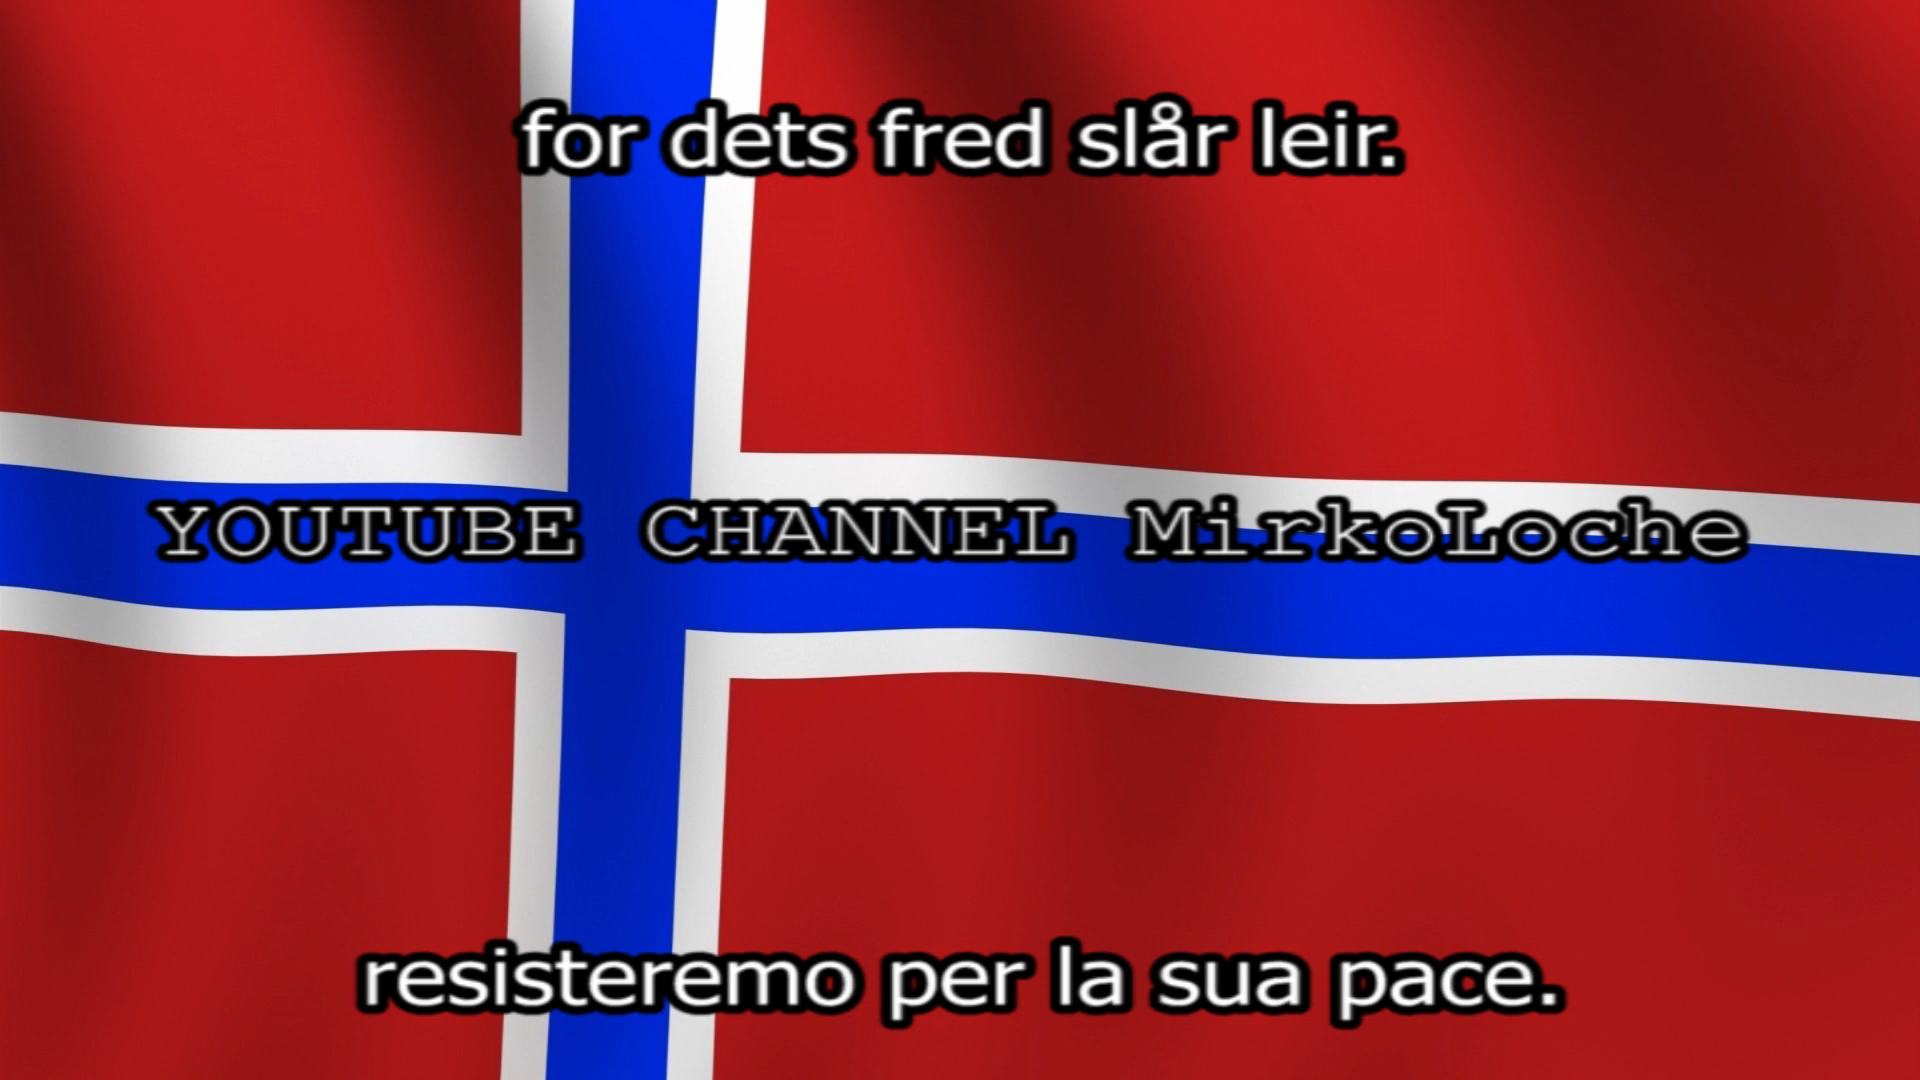 for dets fred slår leir.
YOUTUBE CHANNEL MirkoLoche
resisteremo per la sua pace.